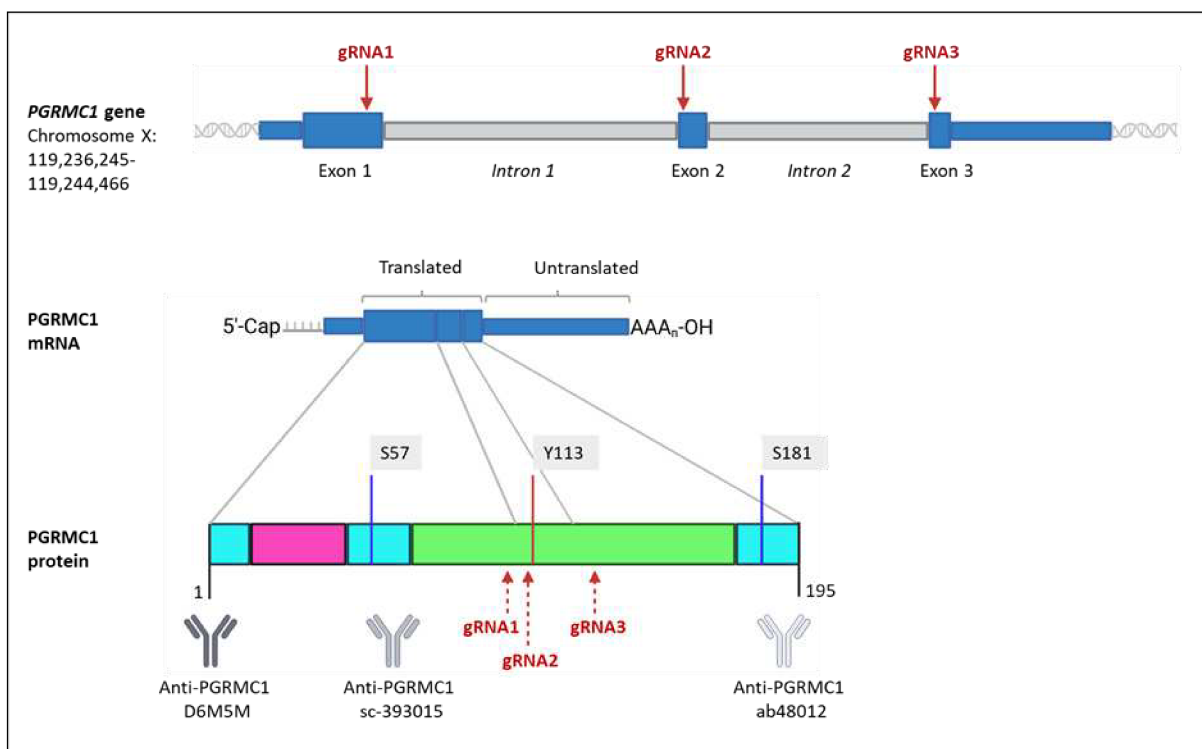 gRNA1
gRNA2
gRNA3
PGRMC1 gene
Chromosome X:
119,236,245-
119,244,466
Exon 1
Intron 1
Exon 2
Intron 2
Exon 3
Translated
Untranslated
PGRMC1
mRNA
5'-Cap
AAAn-OH
S57
Y113
S181
PGRMC1
protein
1
195
gRNA1
gRNA2
gRNA3
Anti-PGRMC1
D6M5M
Anti-PGRMC1
sc-393015
Anti-PGRMC1
ab48012